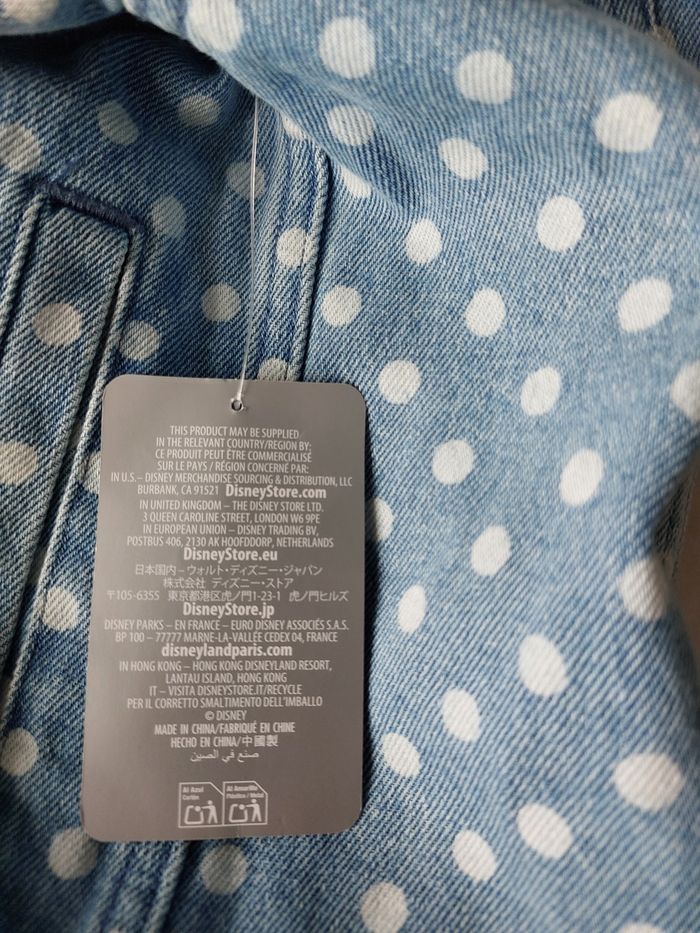 THIS PRODUCT MAY BE SUPPLIED
IN THE RELEVANT COUNTRY/REGION BY:
CE PRODUIT PEUT ÊTRE COMMERCIALISÉ
SUR LE PAYS / RÉGION CONCERNÉ PAR:
IN U.S. – DISNEY MERCHANDISE SOURCING & DISTRIBUTION, LLC
BURBANK, CA 91521 DisneyStore.com
IN UNITED KINGDOM – THE DISNEY STORE LTD.
3 QUEEN CAROLINE STREET, LONDON W6 9PE
IN EUROPEAN UNION – DISNEY TRADING BV,
POSTBUS 406, 2130 AK HOOFDDORP, NETHERLANDS
DisneyStore.eu
日本国内 – ウォルト・ディズニー・ジャパン
株式会社 ディズニー・ストア
〒105-6355 東京都港区虎ノ門1-23-1 虎ノ門ヒルズ
DisneyStore.jp
DISNEY PARKS – EN FRANCE – EURO DISNEY ASSOCIÉS S.A.S.
BP 100 – 77777 MARNE-LA-VALLÉE CEDEX 04, FRANCE
disneylandparis.com
IN HONG KONG – HONG KONG DISNEYLAND RESORT,
LANTAU ISLAND, HONG KONG
IT – VISITA DISNEYSTORE.IT/RECYCLE
PER IL CORRETTO SMALTIMENTO DELL'IMBALLO
© DISNEY
MADE IN CHINA/FABRIQUÉ EN CHINE
HECHO EN CHINA/中國製
صنع في الصين
Al Azul Al Amarillo
Cartón Plástico / Metal